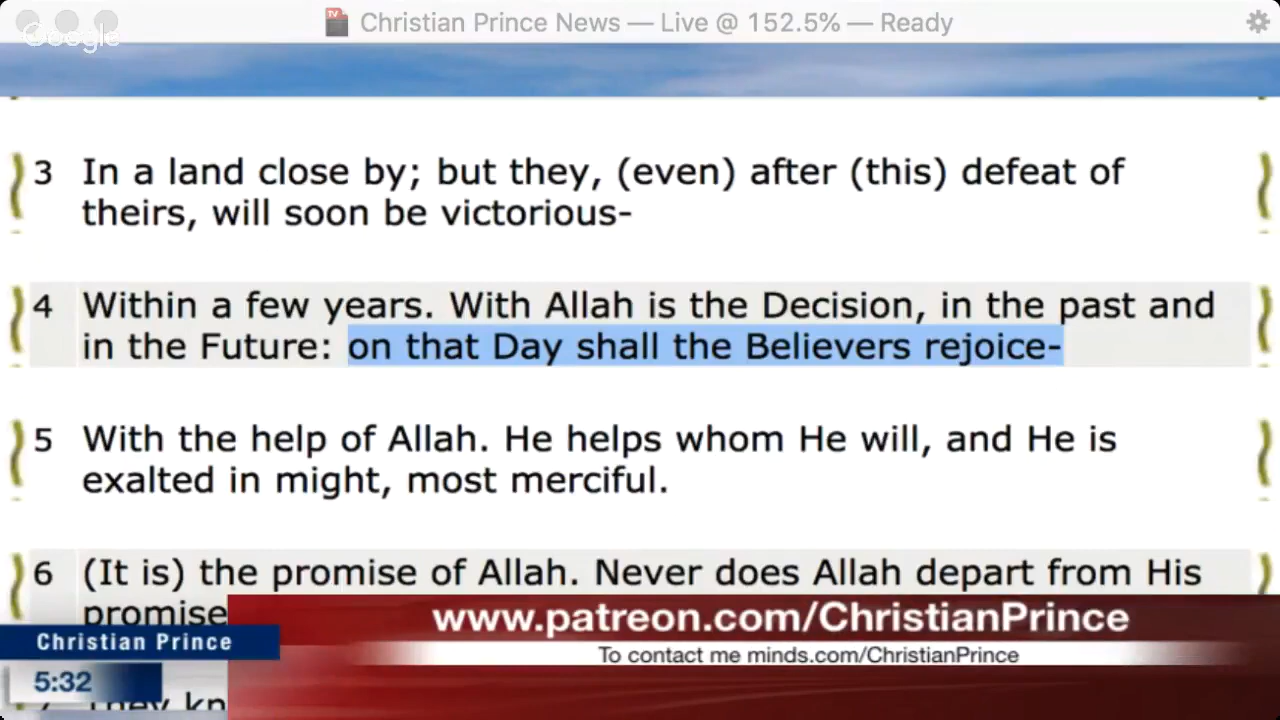 Christian Prince News — Live @ 152.5% — Ready
Google
TV
3 In a land close by; but they, (even) after (this) defeat of
theirs, will soon be victorious-
4 Within a few years. With Allah is the Decision, in the past and
in the Future: on that Day shall the Believers rejoice-
5 With the help of Allah. He helps whom He will, and He is
exalted in might, most merciful.
6 (It is) the promise of Allah. Never does Allah depart from His
promise
www.patreon.com/ChristianPrince
Christian Prince
To contact me minds.com/ChristianPrince
5:32
7 They kn